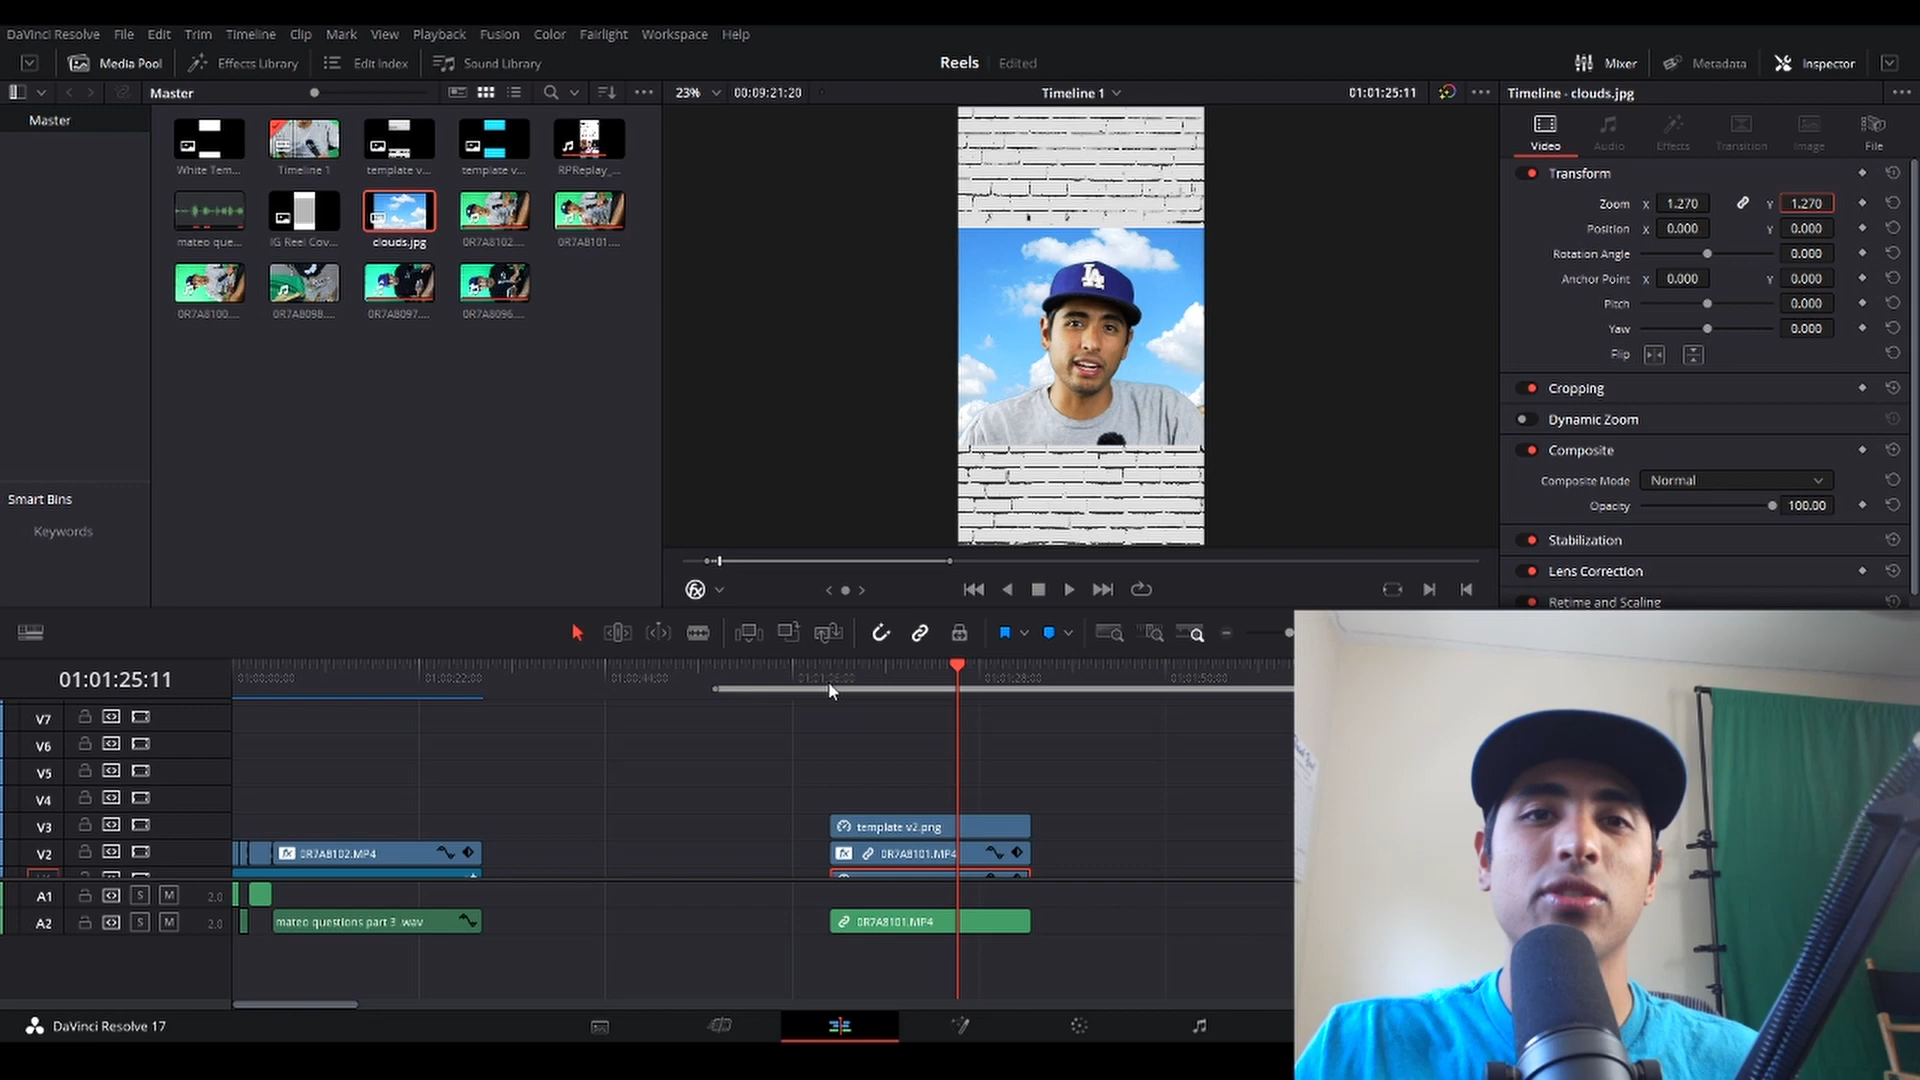 DaVinci Resolve File Edit Trim Timeline Clip Mark View Playback Fusion Color Fairlight Workspace Help
Media Pool Effects Library Edit Index Sound Library Reels Edited Mixer Metadata Inspector
Master 23% 00:09:21:20 Timeline 1 01:01:25:11 Timeline - clouds.jpg
Master
White Tem... Timeline 1 template v... template v... RPReplay_...
mateo que... IG Reel Cov... clouds.jpg 0R7A8102.... 0R7A8101....
0R7A8100.... 0R7A8098.... 0R7A8097.... 0R7A8096....
Smart Bins
Keywords
LA
Video Audio Effects Transition Image File
Transform
Zoom X 1.270 Y 1.270
Position X 0.000 Y 0.000
Rotation Angle 0.000
Anchor Point X 0.000 Y 0.000
Pitch 0.000
Yaw 0.000
Flip
Cropping
Dynamic Zoom
Composite
Composite Mode Normal
Opacity 100.00
Stabilization
Lens Correction
Retime and Scaling
01:01:25:11 01:00:00:00 01:00:22:00 01:00:44:00 01:01:06:00 01:01:28:00 01:01:50:00
V7
V6
V5
V4
V3 template v2.png
V2 0R7A8102.MP4 0R7A8101.MP4
A1 S M 2.0
A2 S M 2.0 mateo questions part 3 .wav 0R7A8101.MP4
DaVinci Resolve 17